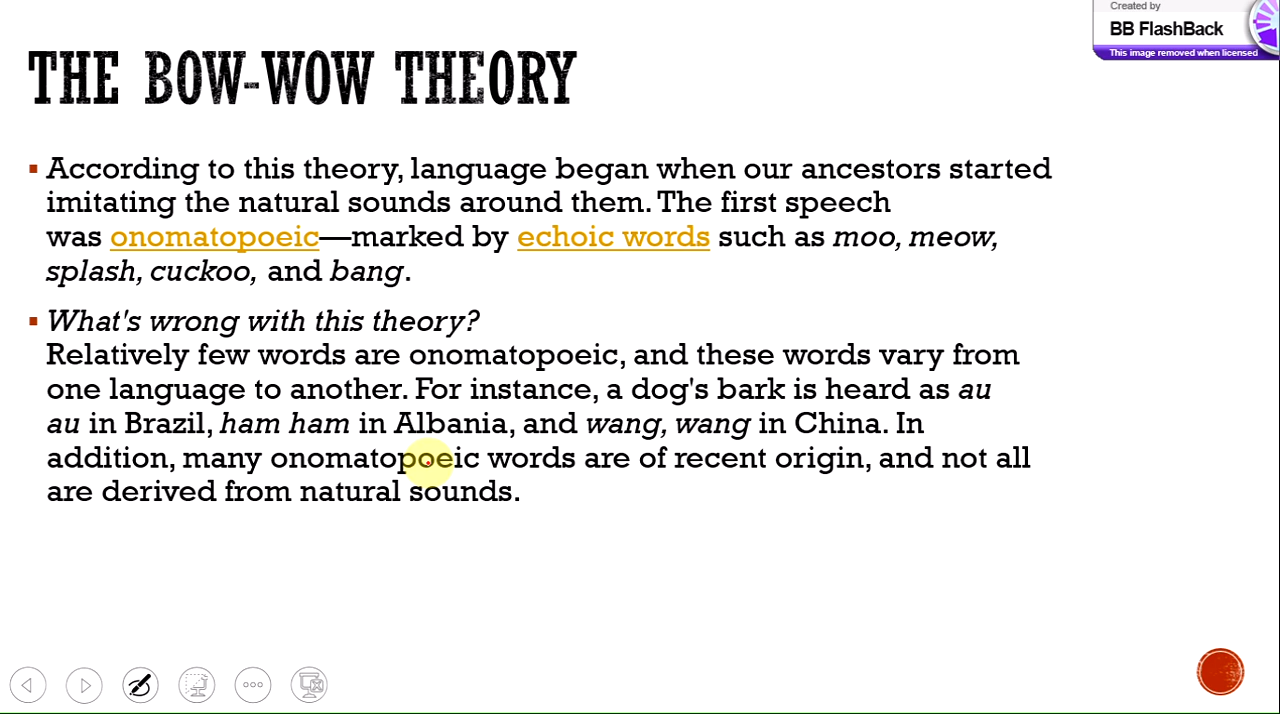 Created by
BB FlashBack
This image removed when licensed
THE BOW-WOW THEORY
▪ According to this theory, language began when our ancestors started
imitating the natural sounds around them. The first speech
was onomatopoeic—marked by echoic words such as moo, meow,
splash, cuckoo, and bang.
▪ What's wrong with this theory?
Relatively few words are onomatopoeic, and these words vary from
one language to another. For instance, a dog's bark is heard as au
au in Brazil, ham ham in Albania, and wang, wang in China. In
addition, many onomatopoeic words are of recent origin, and not all
are derived from natural sounds.